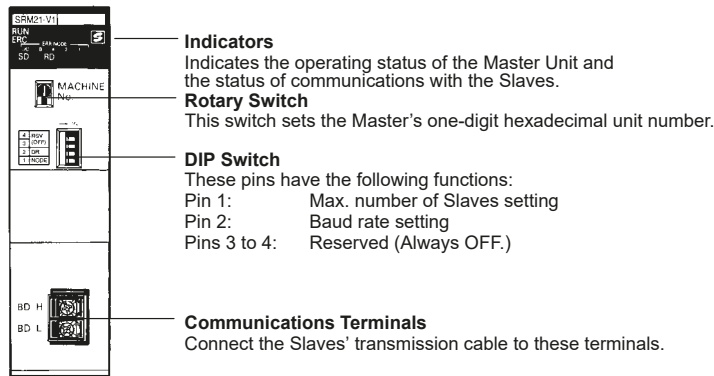 SRM21-V1
RUN
ERC
ERR NODE
SD RD
Indicators
Indicates the operating status of the Master Unit and
the status of communications with the Slaves.
MACHINE
No.
Rotary Switch
This switch sets the Master's one-digit hexadecimal unit number.
4 RSV
3 (OFF)
2 DR
1 NODE
DIP Switch
These pins have the following functions:
Pin 1: Max. number of Slaves setting
Pin 2: Baud rate setting
Pins 3 to 4: Reserved (Always OFF.)
BD H
BD L
Communications Terminals
Connect the Slaves' transmission cable to these terminals.